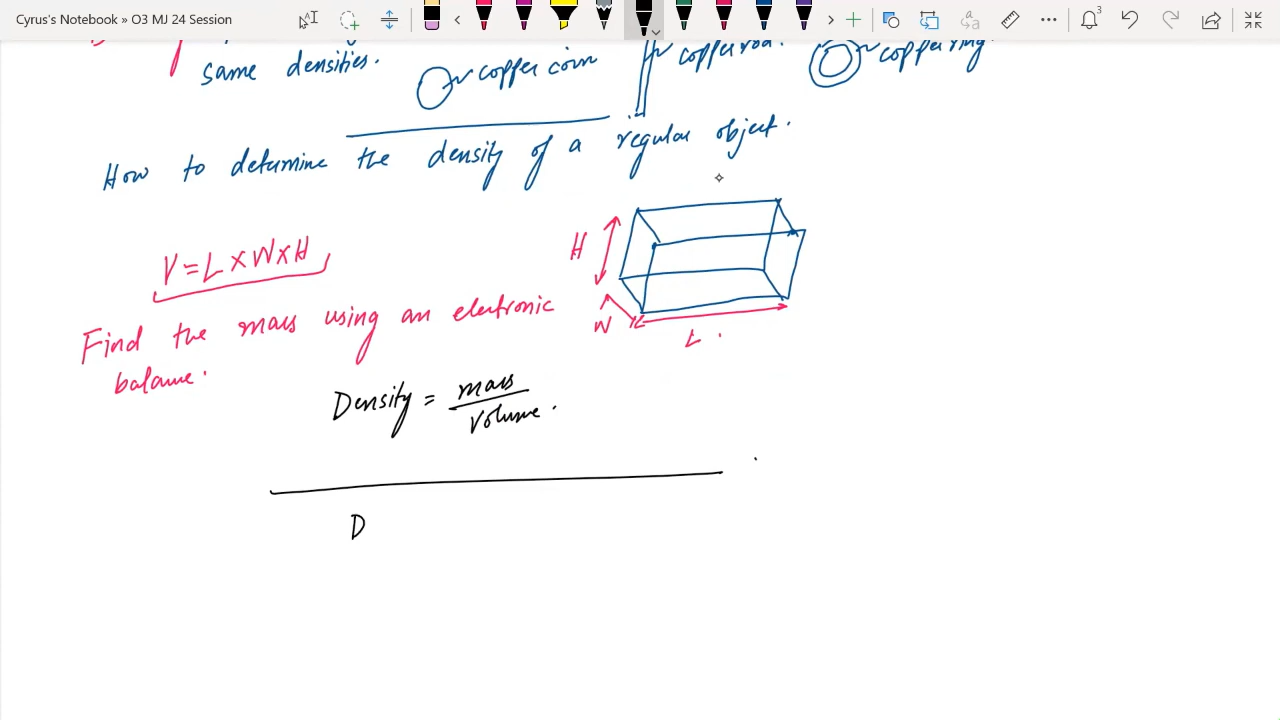 Cyrus's Notebook » O3 MJ 24 Session
3
same densities.
copper coin
copper rod.
copper ring.
How to determine the density of a regular object.
V = L x W x H
H
W
L.
Find the mass using an electronic
balance.
Density = mass
volume.
D